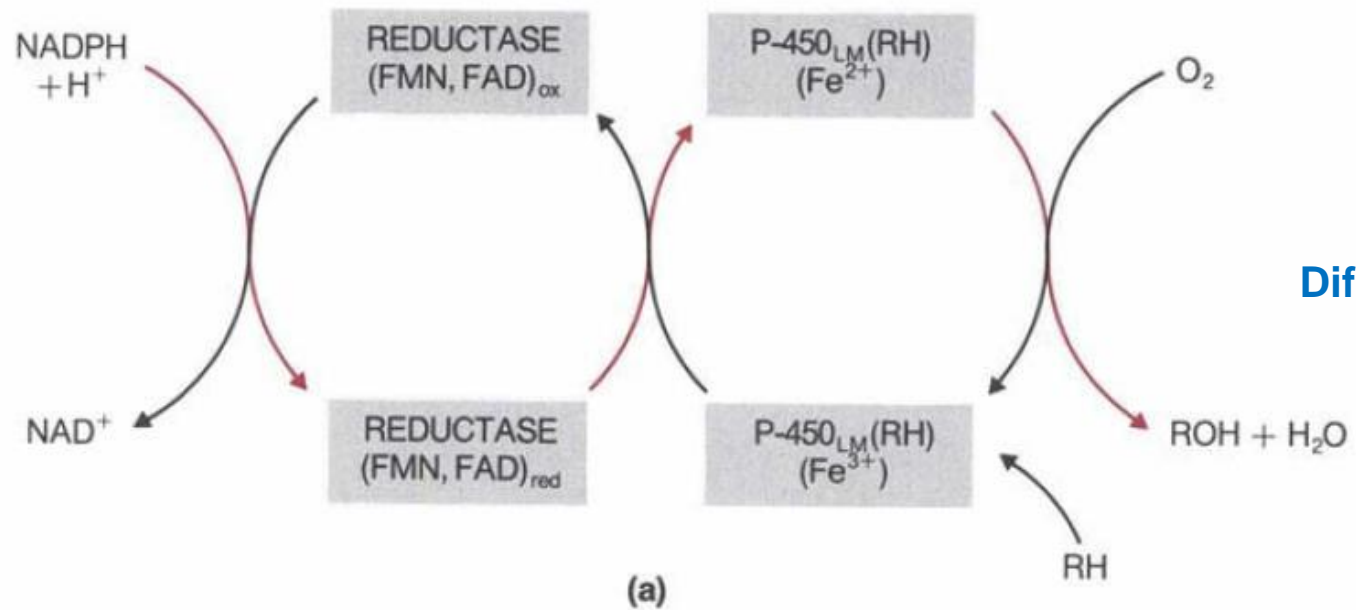 NADPH
+ H⁺
REDUCTASE
(FMN, FAD)ox
P-450LM(RH)
(Fe²⁺)
O₂
Dif
NAD⁺
REDUCTASE
(FMN, FAD)red
P-450LM(RH)
(Fe³⁺)
ROH + H₂O
RH
(a)